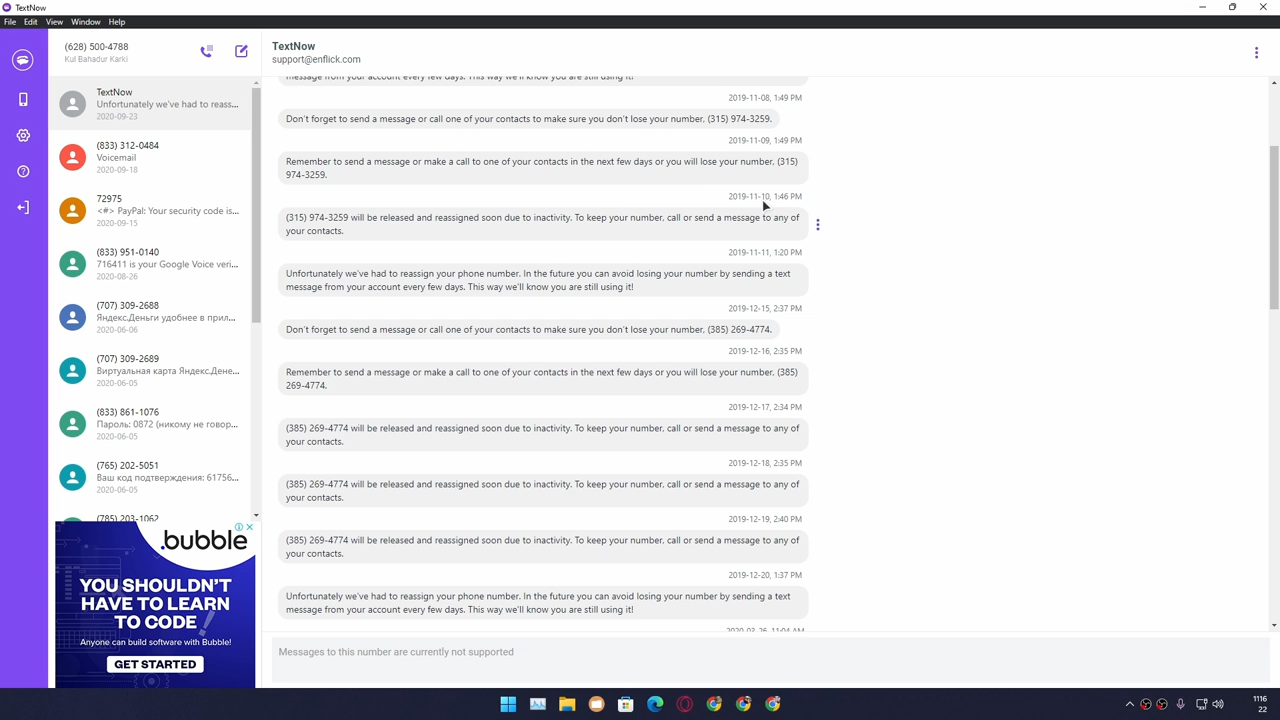 TextNow
File Edit View Window Help
(628) 500-4788
Kul Bahadur Karki
TextNow
Unfortunately we've had to reass...
2020-09-23
(833) 312-0484
Voicemail
2020-09-18
72975
<#> PayPal: Your security code is...
2020-09-15
(833) 951-0140
716411 is your Google Voice veri...
2020-08-26
(707) 309-2688
Яндекс.Деньги удобнее в прил...
2020-06-06
(707) 309-2689
Виртуальная карта Яндекс.Дене...
2020-06-05
(833) 861-1076
Пароль: 0872 (никому не говор...
2020-06-05
(765) 202-5051
Ваш код подтверждения: 61756...
2020-06-05
(785) 203-1062
.bubble
YOU SHOULDN'T
HAVE TO LEARN
TO CODE
Anyone can build software with Bubble!
GET STARTED
TextNow
support@enflick.com
message from your account every few days. This way we'll know you are still using it!
2019-11-08, 1:49 PM
Don't forget to send a message or call one of your contacts to make sure you don't lose your number, (315) 974-3259.
2019-11-09, 1:49 PM
Remember to send a message or make a call to one of your contacts in the next few days or you will lose your number, (315)
974-3259.
2019-11-10, 1:46 PM
(315) 974-3259 will be released and reassigned soon due to inactivity. To keep your number, call or send a message to any of
your contacts.
2019-11-11, 1:20 PM
Unfortunately we've had to reassign your phone number. In the future you can avoid losing your number by sending a text
message from your account every few days. This way we'll know you are still using it!
2019-12-15, 2:37 PM
Don't forget to send a message or call one of your contacts to make sure you don't lose your number, (385) 269-4774.
2019-12-16, 2:35 PM
Remember to send a message or make a call to one of your contacts in the next few days or you will lose your number, (385)
269-4774.
2019-12-17, 2:34 PM
(385) 269-4774 will be released and reassigned soon due to inactivity. To keep your number, call or send a message to any of
your contacts.
2019-12-18, 2:35 PM
(385) 269-4774 will be released and reassigned soon due to inactivity. To keep your number, call or send a message to any of
your contacts.
2019-12-19, 2:40 PM
(385) 269-4774 will be released and reassigned soon due to inactivity. To keep your number, call or send a message to any of
your contacts.
2019-12-20, 1:37 PM
Unfortunately we've had to reassign your phone number. In the future you can avoid losing your number by sending a text
message from your account every few days. This way we'll know you are still using it!
2020-03-26, 11:04 AM
Messages to this number are currently not supported
1116
22